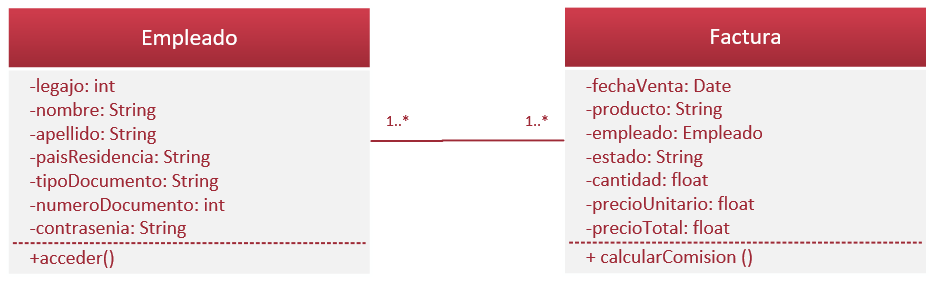 Empleado
-legajo: int
-nombre: String
-apellido: String
-paisResidencia: String
-tipoDocumento: String
-numeroDocumento: int
-contrasenia: String
+acceder()
1..*
1..*
Factura
-fechaVenta: Date
-producto: String
-empleado: Empleado
-estado: String
-cantidad: float
-precioUnitario: float
-precioTotal: float
+ calcularComision ()